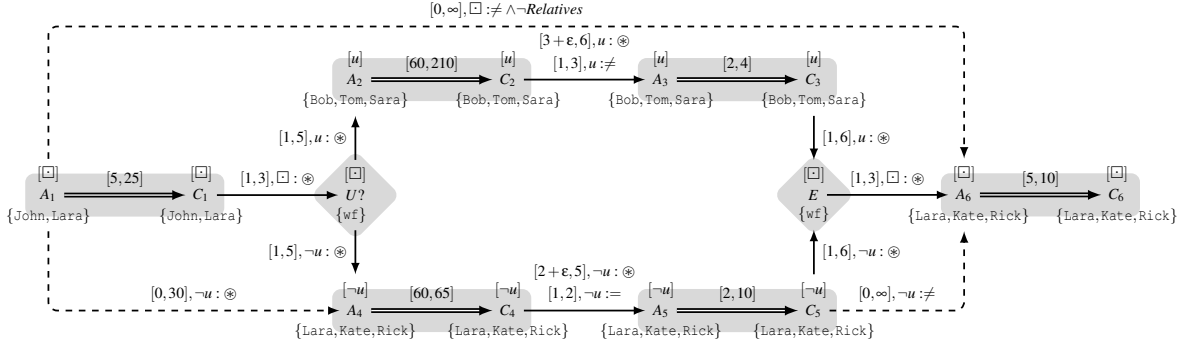 [0,∞], ⊡ :≠ ∧¬Relatives
[3+ε,6], u : ⊛
[u] [60,210] [u] [1,3], u :≠ [u] [2,4] [u]
A₂ C₂ A₃ C₃
{Bob,Tom,Sara} {Bob,Tom,Sara} {Bob,Tom,Sara} {Bob,Tom,Sara}
[1,5], u : ⊛ [1,6], u : ⊛
[⊡] [5,25] [⊡] [1,3], ⊡ : ⊛ [⊡] [⊡] [1,3], ⊡ : ⊛ [⊡] [5,10] [⊡]
A₁ C₁ U? E A₆ C₆
{John,Lara} {John,Lara} {wf} {wf} {Lara,Kate,Rick} {Lara,Kate,Rick}
[1,5], ¬u : ⊛ [1,6], ¬u : ⊛
[2+ε,5], ¬u : ⊛
[0,30], ¬u : ⊛ [¬u] [60,65] [¬u] [1,2], ¬u := [¬u] [2,10] [¬u] [0,∞], ¬u :≠
A₄ C₄ A₅ C₅
{Lara,Kate,Rick} {Lara,Kate,Rick} {Lara,Kate,Rick} {Lara,Kate,Rick}